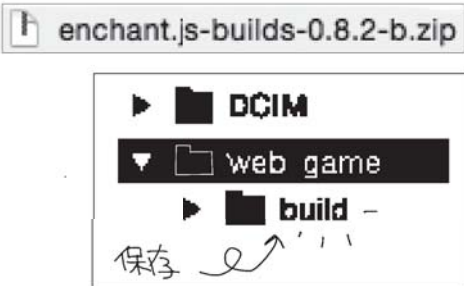 enchant.js-builds-0.8.2-b.zip
DCIM
web game
build
保存